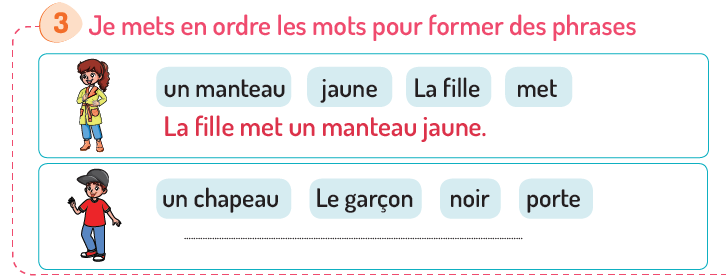 3 Je mets en ordre les mots pour former des phrases
un manteau jaune La fille met
La fille met un manteau jaune.
un chapeau Le garçon noir porte